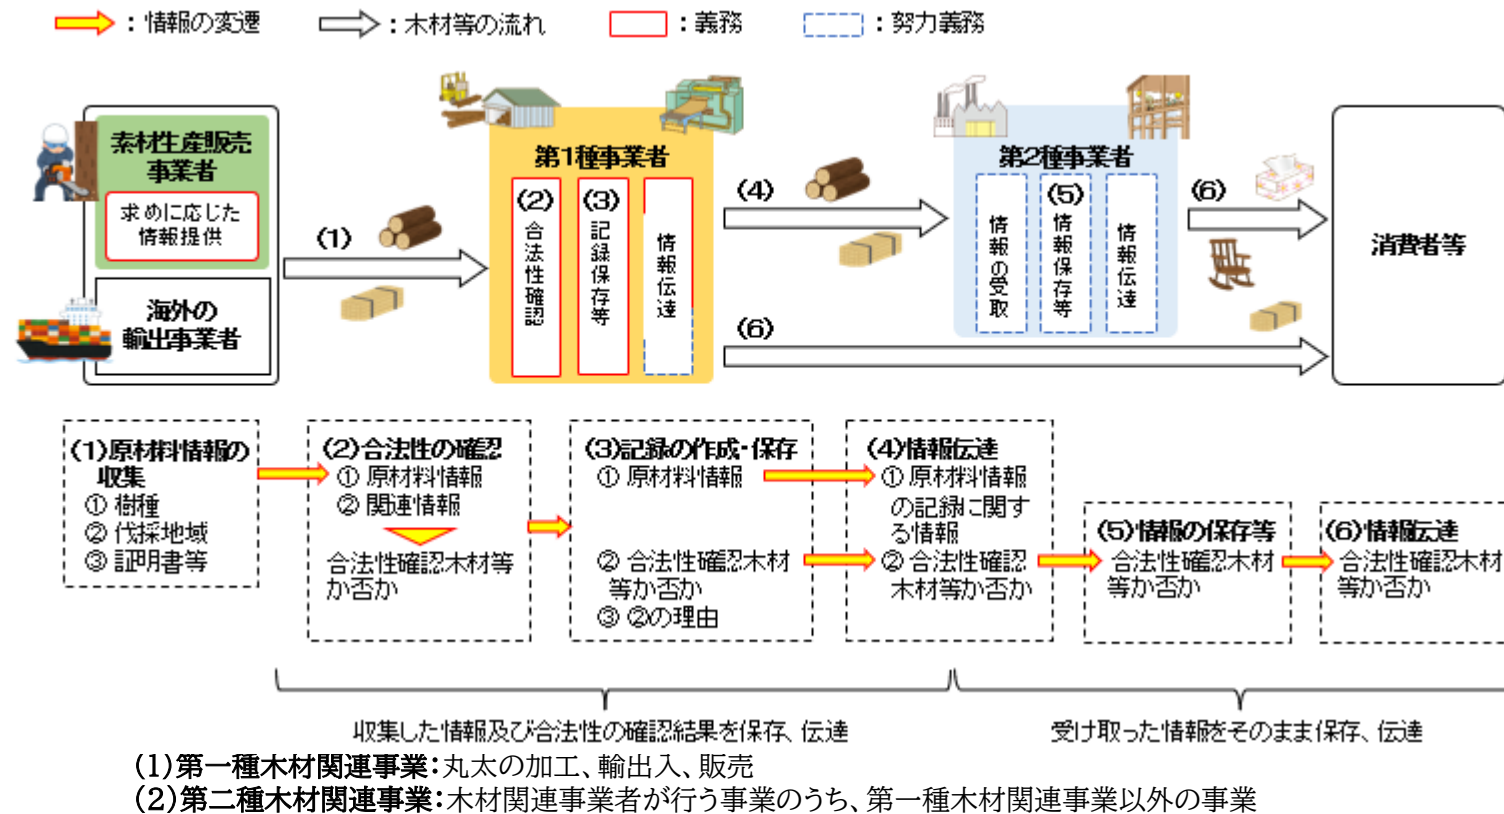 ：情報の変遷
：木材等の流れ
：義務
：努力義務
素材生産販売
事業者
求めに応じた
情報提供
海外の
輸出事業者
(1)
第1種事業者
(2)
合法性確認
(3)
記録保存等
情報伝達
(4)
(6)
第2種事業者
情報の受取
(5)
情報保存等
情報伝達
(6)
消費者等
(1)原材料情報の
収集
① 樹種
② 伐採地域
③ 証明書等
(2)合法性の確認
① 原材料情報
② 関連情報
合法性確認木材等
か否か
(3)記録の作成・保存
① 原材料情報
② 合法性確認木材
等か否か
③ ②の理由
(4)情報伝達
① 原材料情報
の記録に関す
る情報
② 合法性確認
木材等か否か
(5)情報の保存等
合法性確認木材
等か否か
(6)情報伝達
合法性確認木材
等か否か
収集した情報及び合法性の確認結果を保存、伝達
受け取った情報をそのまま保存、伝達
(1)第一種木材関連事業：丸太の加工、輸出入、販売
(2)第二種木材関連事業：木材関連事業者が行う事業のうち、第一種木材関連事業以外の事業